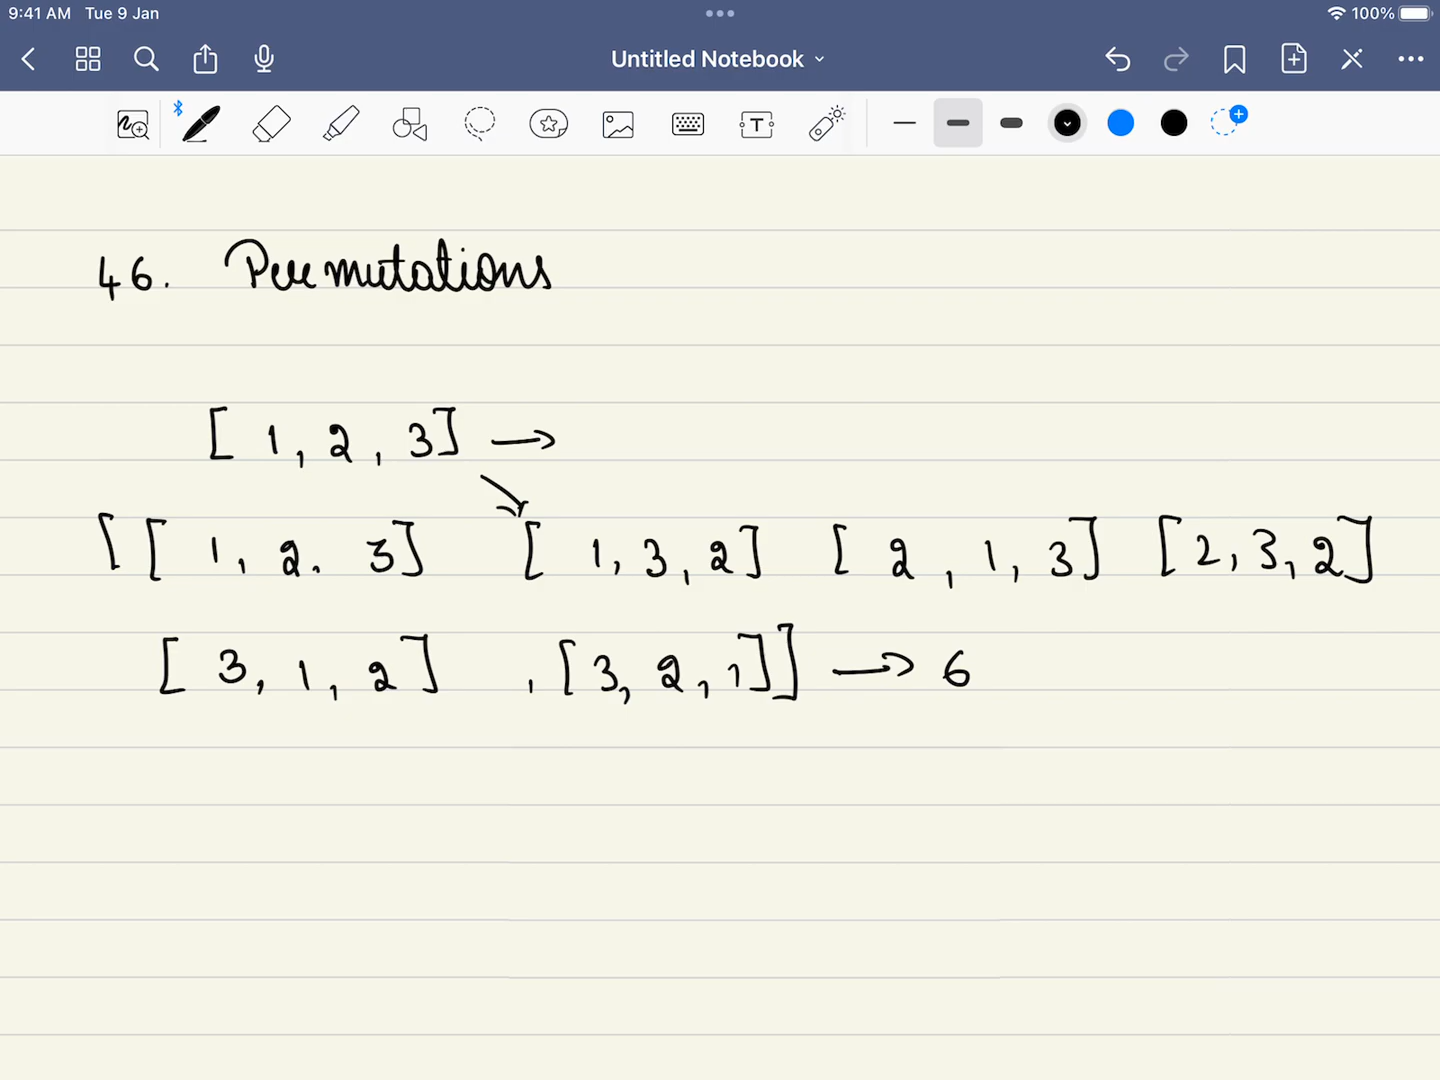 9:41 AM Tue 9 Jan 100%
Untitled Notebook
T
46. Permutations
[ 1, 2, 3] →
[[ 1, 2. 3] [ 1, 3, 2] [ 2, 1, 3] [2, 3, 2]
[ 3, 1, 2] , [3, 2, 1]] → 6